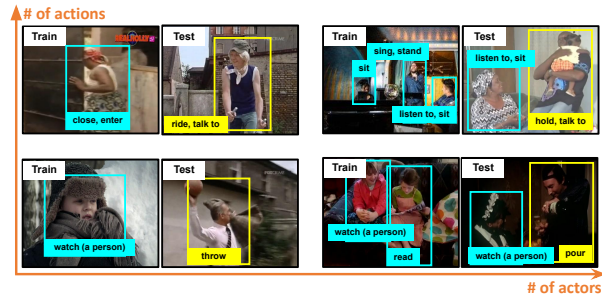 # of actions
Train
close, enter
Test
ride, talk to
Train
sing, stand
sit
listen to, sit
Test
listen to, sit
hold, talk to
Train
watch (a person)
Test
throw
Train
watch (a person)
read
Test
watch (a person)
pour
# of actors